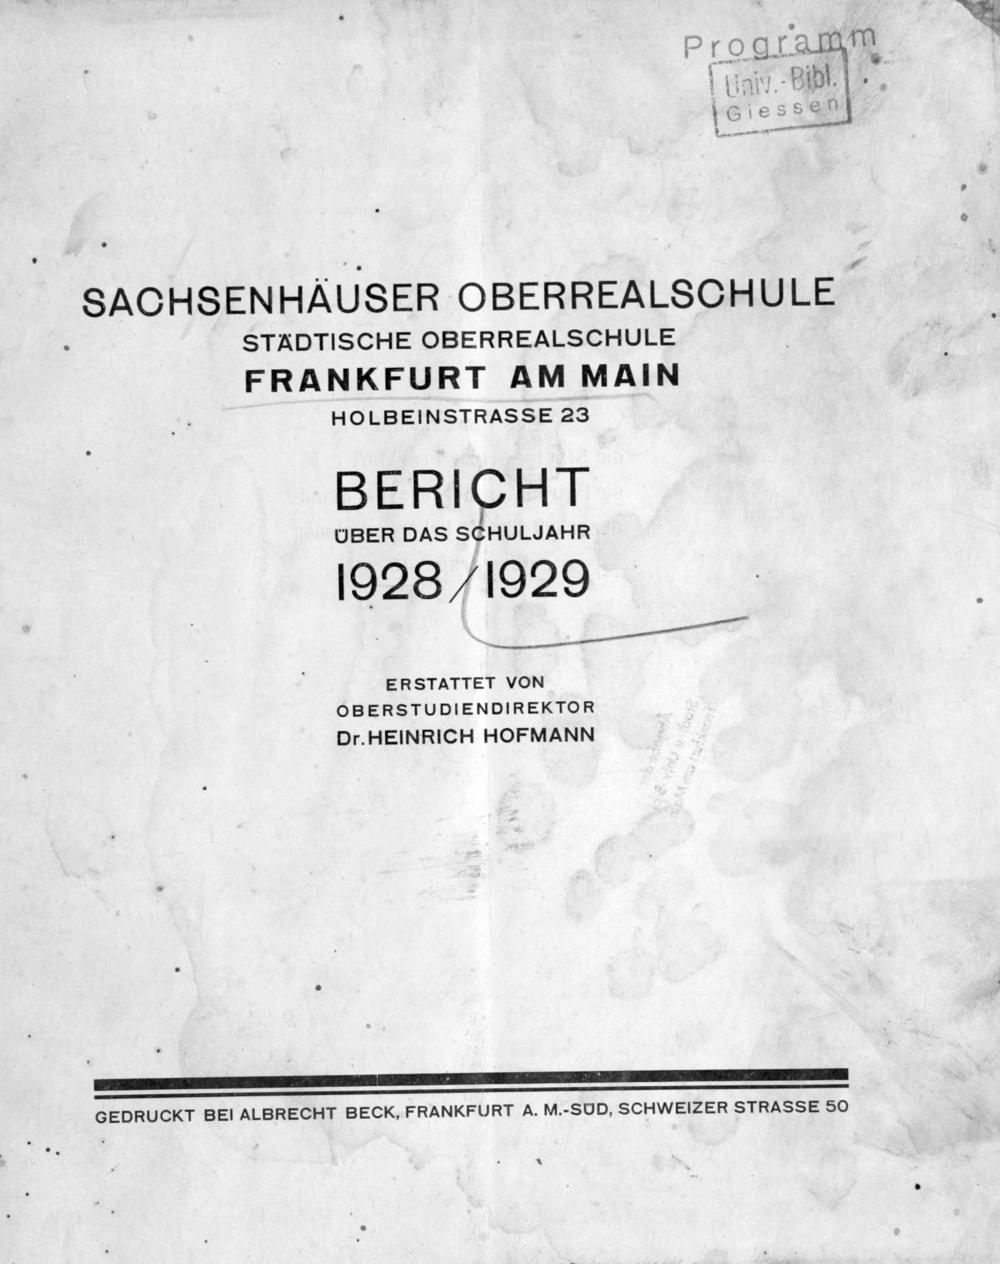 Programm
Univ.-Bibl.
Giessen
SACHSENHÄUSER OBERREALSCHULE
STÄDTISCHE OBERREALSCHULE
FRANKFURT AM MAIN
HOLBEINSTRASSE 23
BERICHT
ÜBER DAS SCHULJAHR
1928/1929
ERSTATTET VON
OBERSTUDIENDIREKTOR
Dr. HEINRICH HOFMANN
GEDRUCKT BEI ALBRECHT BECK, FRANKFURT A. M.-SÜD, SCHWEIZER STRASSE 50